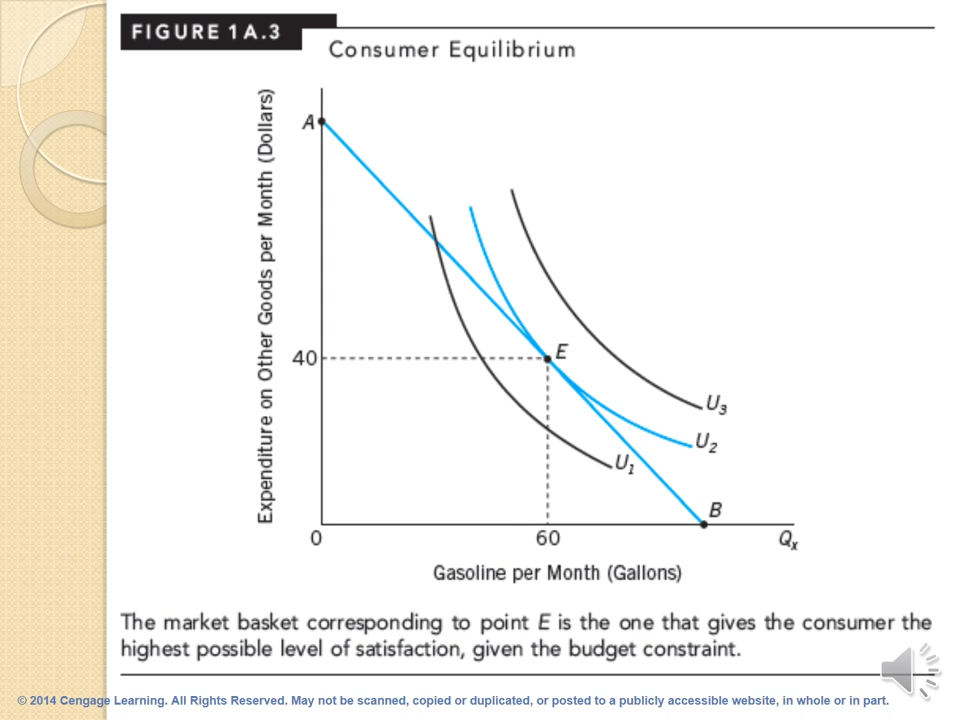 FIGURE 1A.3
Consumer Equilibrium
Expenditure on Other Goods per Month (Dollars)
A
E
40
U3
U2
U1
B
0
60
Qx
Gasoline per Month (Gallons)
The market basket corresponding to point E is the one that gives the consumer the
highest possible level of satisfaction, given the budget constraint.
© 2014 Cengage Learning. All Rights Reserved. May not be scanned, copied or duplicated, or posted to a publicly accessible website, in whole or in part.